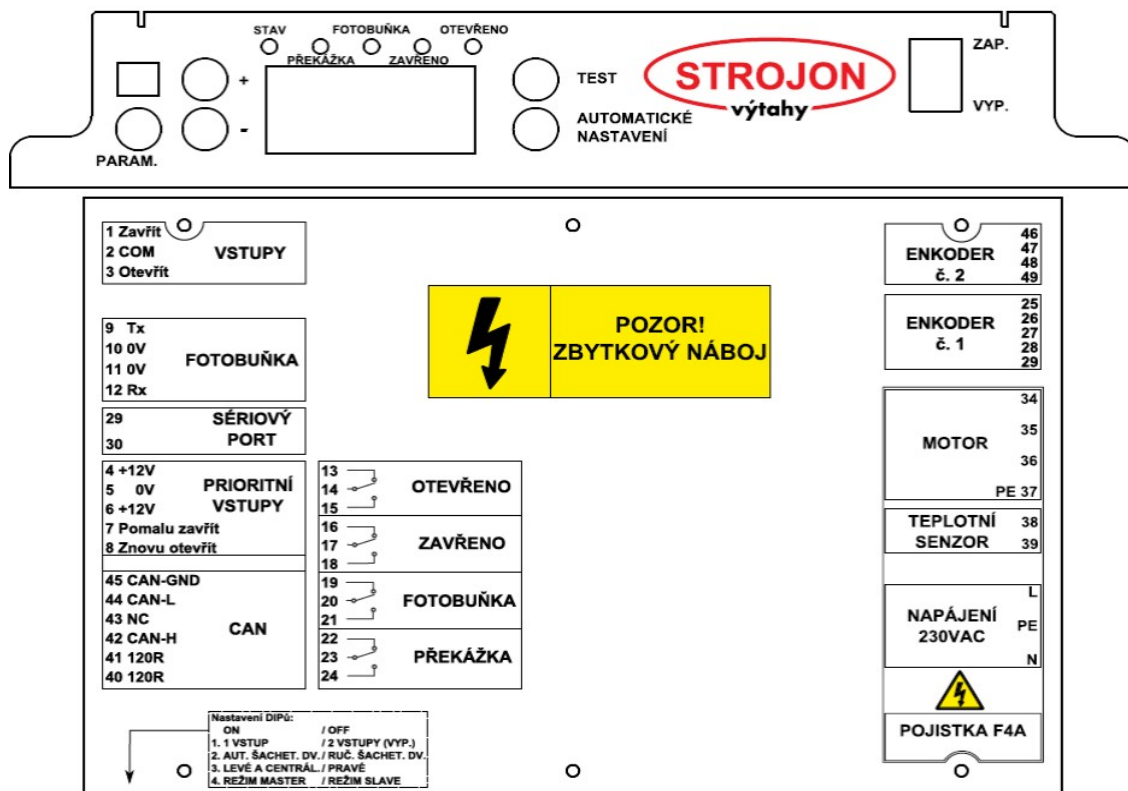 STAV
FOTOBUŇKA
OTEVŘENO
PŘEKÁŽKA
ZAVŘENO
+
-
PARAM.
TEST
AUTOMATICKÉ
NASTAVENÍ
STROJON
výtahy
ZAP.
VYP.
1 Zavřít
2 COM
3 Otevřít
VSTUPY
9 Tx
10 0V
11 0V
12 Rx
FOTOBUŇKA
29
30
SÉRIOVÝ
PORT
4 +12V
5 0V
6 +12V
7 Pomalu zavřít
8 Znovu otevřít
PRIORITNÍ
VSTUPY
45 CAN-GND
44 CAN-L
43 NC
42 CAN-H
41 120R
40 120R
CAN
13
14
15
OTEVŘENO
16
17
18
ZAVŘENO
19
20
21
FOTOBUŇKA
22
23
24
PŘEKÁŽKA
POZOR!
ZBYTKOVÝ NÁBOJ
ENKODER
č. 2
46
47
48
49
ENKODER
č. 1
25
26
27
28
29
MOTOR
34
35
36
PE 37
TEPLOTNÍ
SENZOR
38
39
NAPÁJENÍ
230VAC
L
PE
N
POJISTKA F4A
Nastavení DIPů:
ON / OFF
1. 1 VSTUP / 2 VSTUPY (VYP.)
2. AUT. ŠACHET. DV. / RUČ. ŠACHET. DV.
3. LEVÉ A CENTRÁL. / PRAVÉ
4. REŽIM MASTER / REŽIM SLAVE